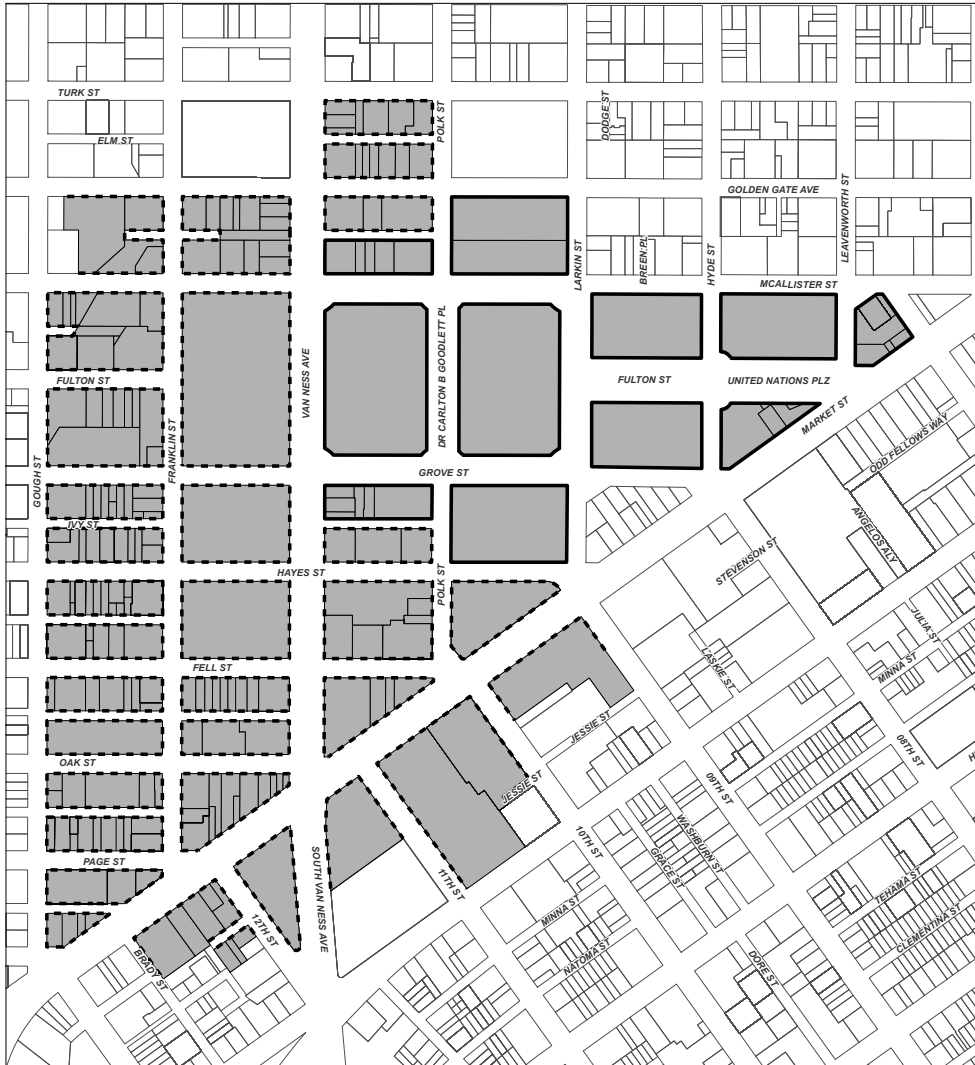 TURK ST
POLK ST
DODGE ST
ELM ST
GOLDEN GATE AVE
LEAVENWORTH ST
LARKIN ST
BREEN PL
HYDE ST
MCALLISTER ST
VAN NESS AVE
DR CARLTON B GOODLETT PL
FULTON ST
FULTON ST
UNITED NATIONS PLZ
MARKET ST
ODD FELLOWS WAY
GOUGH ST
FRANKLIN ST
GROVE ST
IVY ST
ANGELOS ALY
STEVENSON ST
HAYES ST
POLK ST
JULIA ST
MINNA ST
LASKIE ST
FELL ST
JESSIE ST
08TH ST
H
OAK ST
JESSIE ST
09TH ST
10TH ST
WASHBURN ST
GRACE ST
PAGE ST
SOUTH VAN NESS AVE
11TH ST
TEHAMA ST
MINNA ST
12TH ST
CLEMENTINA ST
BRADY ST
NATOMA ST
DORE ST